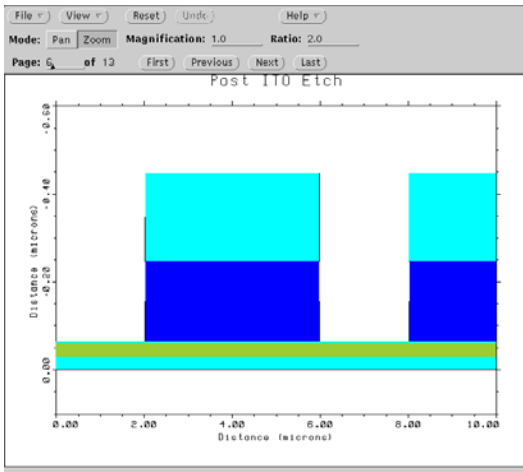 File View Reset Undo Help
Mode: Pan Zoom Magnification: 1.0 Ratio: 2.0
Page: 6 of 13 First Previous Next Last
Post ITO Etch
-0.60
-0.40
-0.20
0.00
Distance (microns)
0.00 2.00 4.00 6.00 8.00 10.00
Distance (microns)